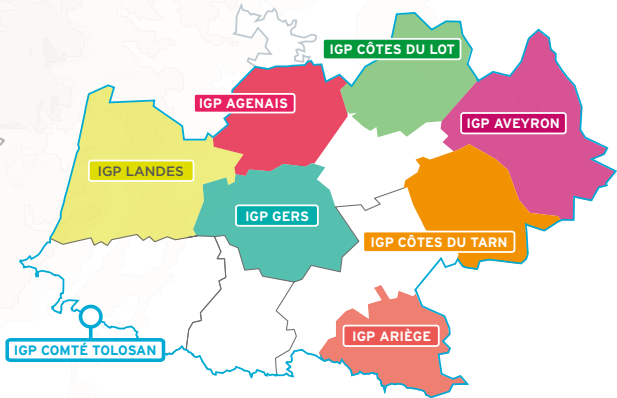 IGP CÔTES DU LOT
IGP AGENAIS
IGP AVEYRON
IGP LANDES
IGP GERS
IGP CÔTES DU TARN
IGP ARIÈGE
IGP COMTÉ TOLOSAN